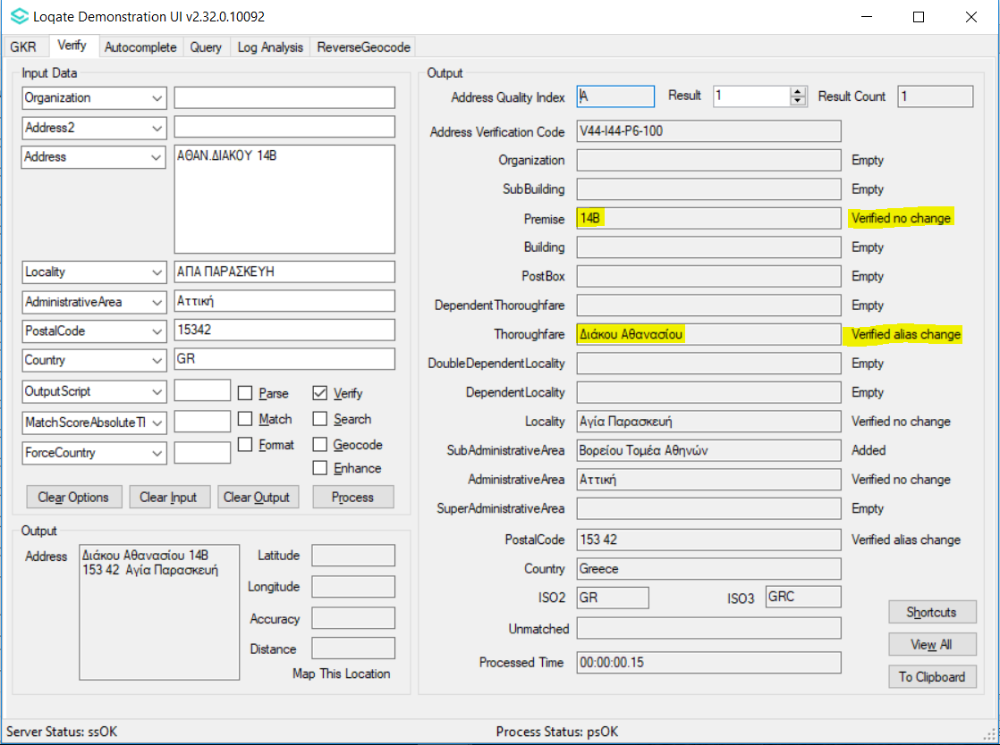 Loqate Demonstration UI v2.32.0.10092
GKR Verify Autocomplete Query Log Analysis ReverseGeocode
Input Data
Organization
Address2
Address ΑΘΑΝ.ΔΙΑΚΟΥ 14Β
Locality ΑΠΑ ΠΑΡΑΣΚΕΥΗ
AdministrativeArea Αττική
PostalCode 15342
Country GR
OutputScript Parse Verify
MatchScoreAbsoluteTl Match Search
ForceCountry Format Geocode
Enhance
Clear Options Clear Input Clear Output Process
Output
Address Διάκου Αθανασίου 14Β
153 42 Αγία Παρασκευή
Latitude
Longitude
Accuracy
Distance
Map This Location
Output
Address Quality Index A Result 1 Result Count 1
Address Verification Code V44-I44-P6-100
Organization Empty
SubBuilding Empty
Premise 14Β Verified no change
Building Empty
PostBox Empty
DependentThoroughfare Empty
Thoroughfare Διάκου Αθανασίου Verified alias change
DoubleDependentLocality Empty
DependentLocality Empty
Locality Αγία Παρασκευή Verified no change
SubAdministrativeArea Βορείου Τομέα Αθηνών Added
AdministrativeArea Αττική Verified no change
SuperAdministrativeArea Empty
PostalCode 153 42 Verified alias change
Country Greece
ISO2 GR ISO3 GRC
Unmatched
Processed Time 00:00:00.15
Shortcuts
View All
To Clipboard
Server Status: ssOK Process Status: psOK